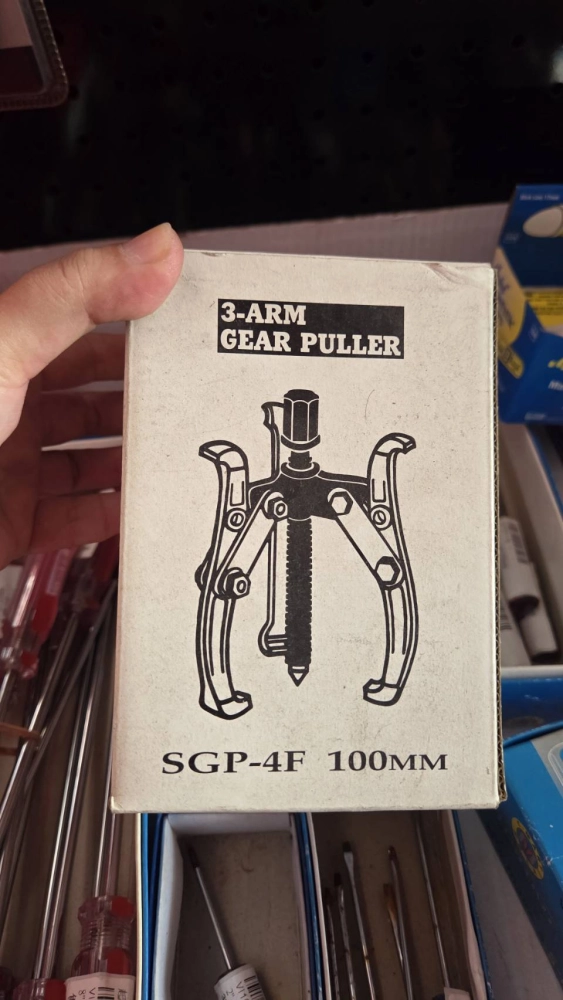 3-ARM
GEAR PULLER
SGP-4F 100MM